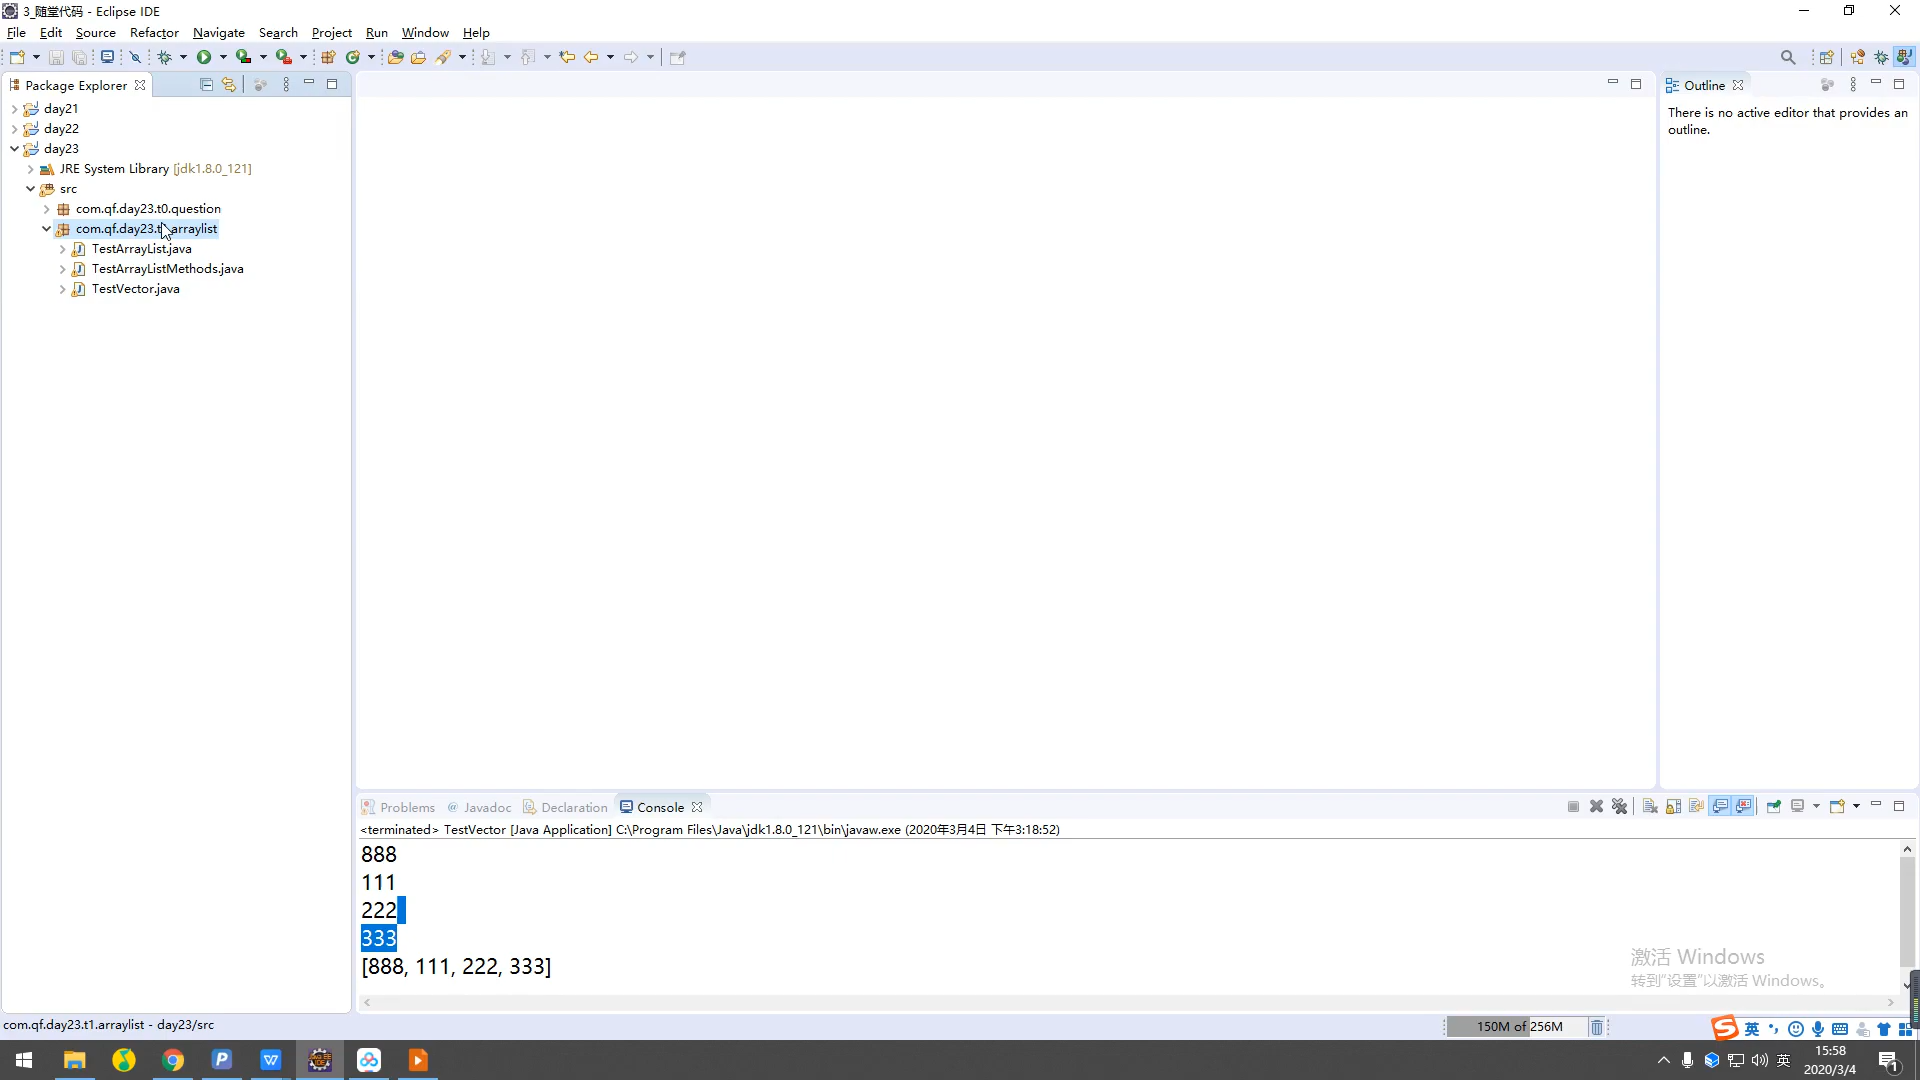 3_随堂代码 - Eclipse IDE
File Edit Source Refactor Navigate Search Project Run Window Help
Package Explorer
Outline
day21
There is no active editor that provides an
outline.
day22
day23
JRE System Library [jdk1.8.0_121]
src
com.qf.day23.t0.question
com.qf.day23.t arraylist
TestArrayList.java
TestArrayListMethods.java
TestVector.java
Problems @ Javadoc Declaration Console
<terminated> TestVector [Java Application] C:\Program Files\Java\jdk1.8.0_121\bin\javaw.exe (2020年3月4日 下午3:18:52)
888
111
222
333
[888, 111, 222, 333]
激活 Windows
转到“设置”以激活 Windows。
com.qf.day23.t1.arraylist - day23/src
150M of 256M
英
英
15:58
2020/3/4
1